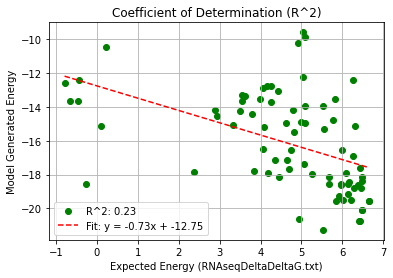 Coefficient of Determination (R^2)
Model Generated Energy
−10
−12
−14
−16
−18
−20
R^2: 0.23
Fit: y = -0.73x + -12.75
−1 0 1 2 3 4 5 6 7
Expected Energy (RNAseqDeltaDeltaG.txt)